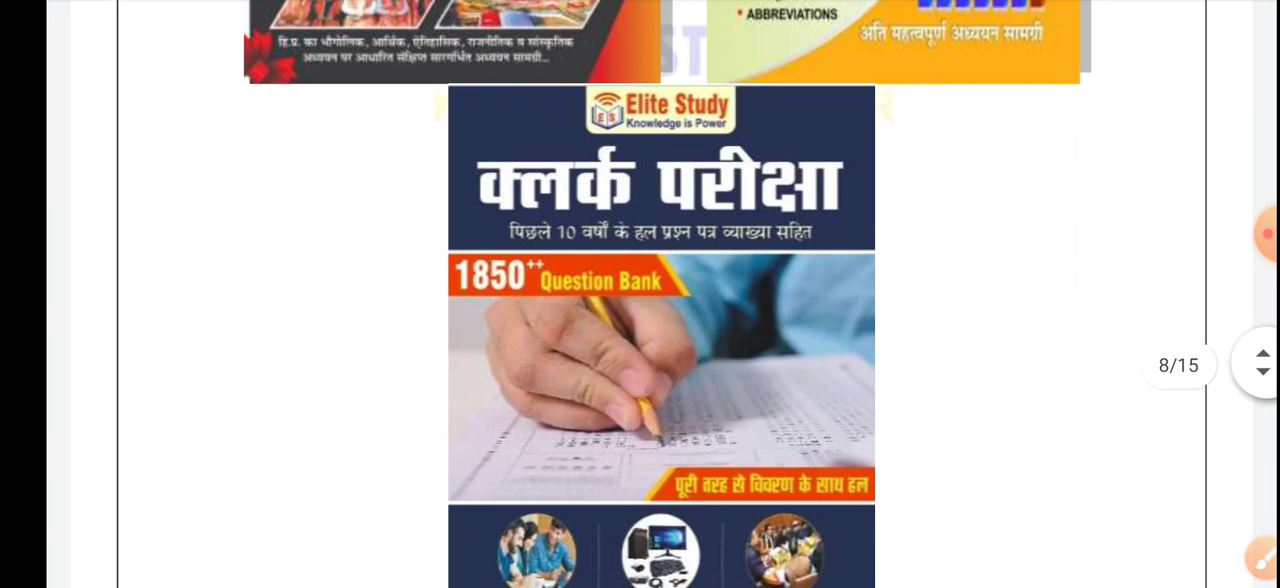 • ABBREVIATIONS
अति महत्वपूर्ण अध्ययन सामग्री
हि.प्र. का भौगोलिक, आर्थिक, ऐतिहासिक, राजनीतिक व सांस्कृतिक
अध्ययन पर आधारित संक्षिप्त सारगर्भित अध्ययन सामग्री...
ES
Elite Study
Knowledge is Power
क्लर्क परीक्षा
पिछले 10 वर्षों के हल प्रश्न पत्र व्याख्या सहित
1850++ Question Bank
8/15
पूरी तरह से विवरण के साथ हल